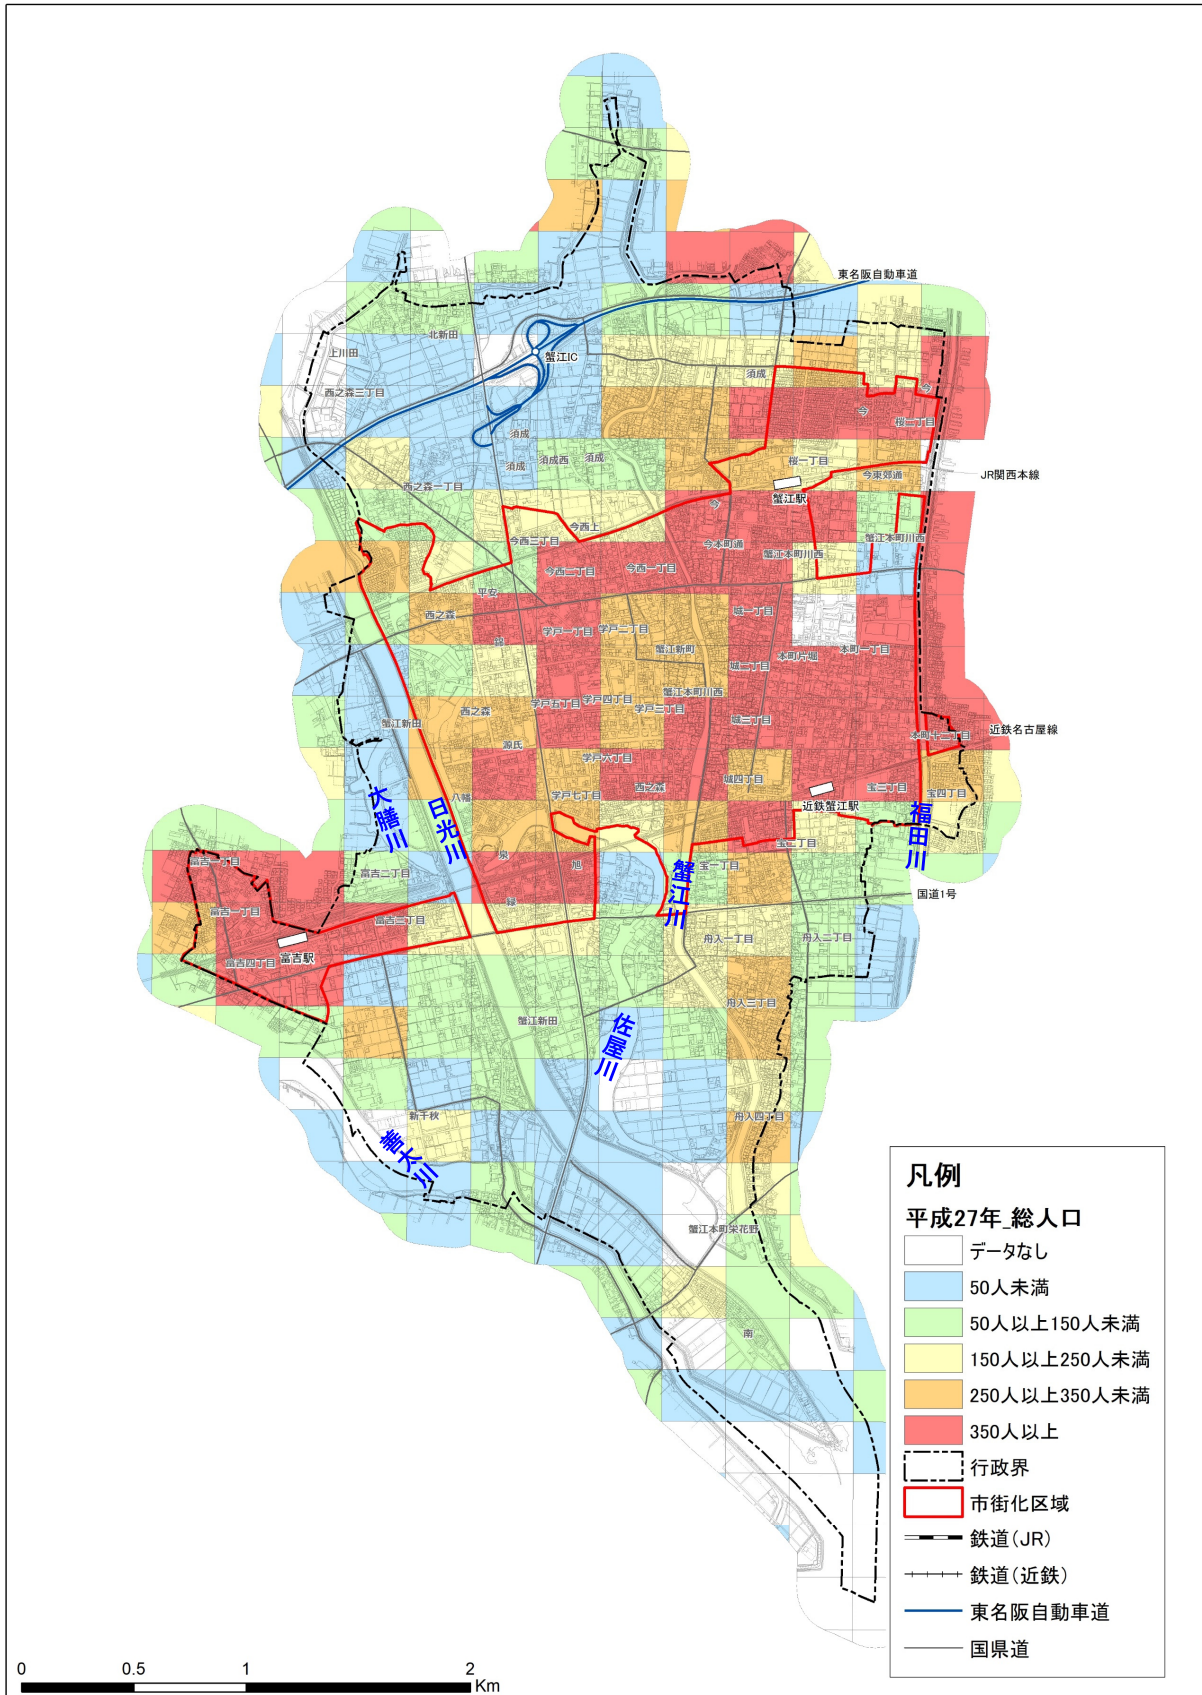 東名阪自動車道
北新田
上川田
蟹江IC
西之森三丁目
須成
今
今
桜二丁目
須成
須成
須成西
須成
桜一丁目
今東郊通
JR関西本線
西之森一丁目
蟹江駅
今
今西上
今西三丁目
今本町通
蟹江本町川西
蟹江本町川西
今西二丁目
今西一丁目
平安
西之森
城一丁目
学戸一丁目
学戸二丁目
蟹江新町
本町片堀
本町一丁目
城二丁目
蟹江本町川西
学戸五丁目
学戸四丁目
学戸三丁目
西之森
蟹江新田
城三丁目
本町十二丁目
近鉄名古屋線
源氏
学戸六丁目
西之森
城四丁目
宝三丁目
宝四丁目
八幡
学戸七丁目
近鉄蟹江駅
大膳川
日光川
福田川
宝二丁目
富吉一丁目
富吉二丁目
泉
旭
宝一丁目
蟹江川
国道1号
緑
富吉一丁目
富吉三丁目
舟入一丁目
舟入二丁目
富吉駅
富吉四丁目
舟入三丁目
蟹江新田
佐屋川
新千秋
舟入四丁目
善太川
蟹江本町栄花野
南
凡例
平成27年_総人口
データなし
50人未満
50人以上150人未満
150人以上250人未満
250人以上350人未満
350人以上
行政界
市街化区域
鉄道(JR)
鉄道(近鉄)
東名阪自動車道
国県道
0 0.5 1 2
Km